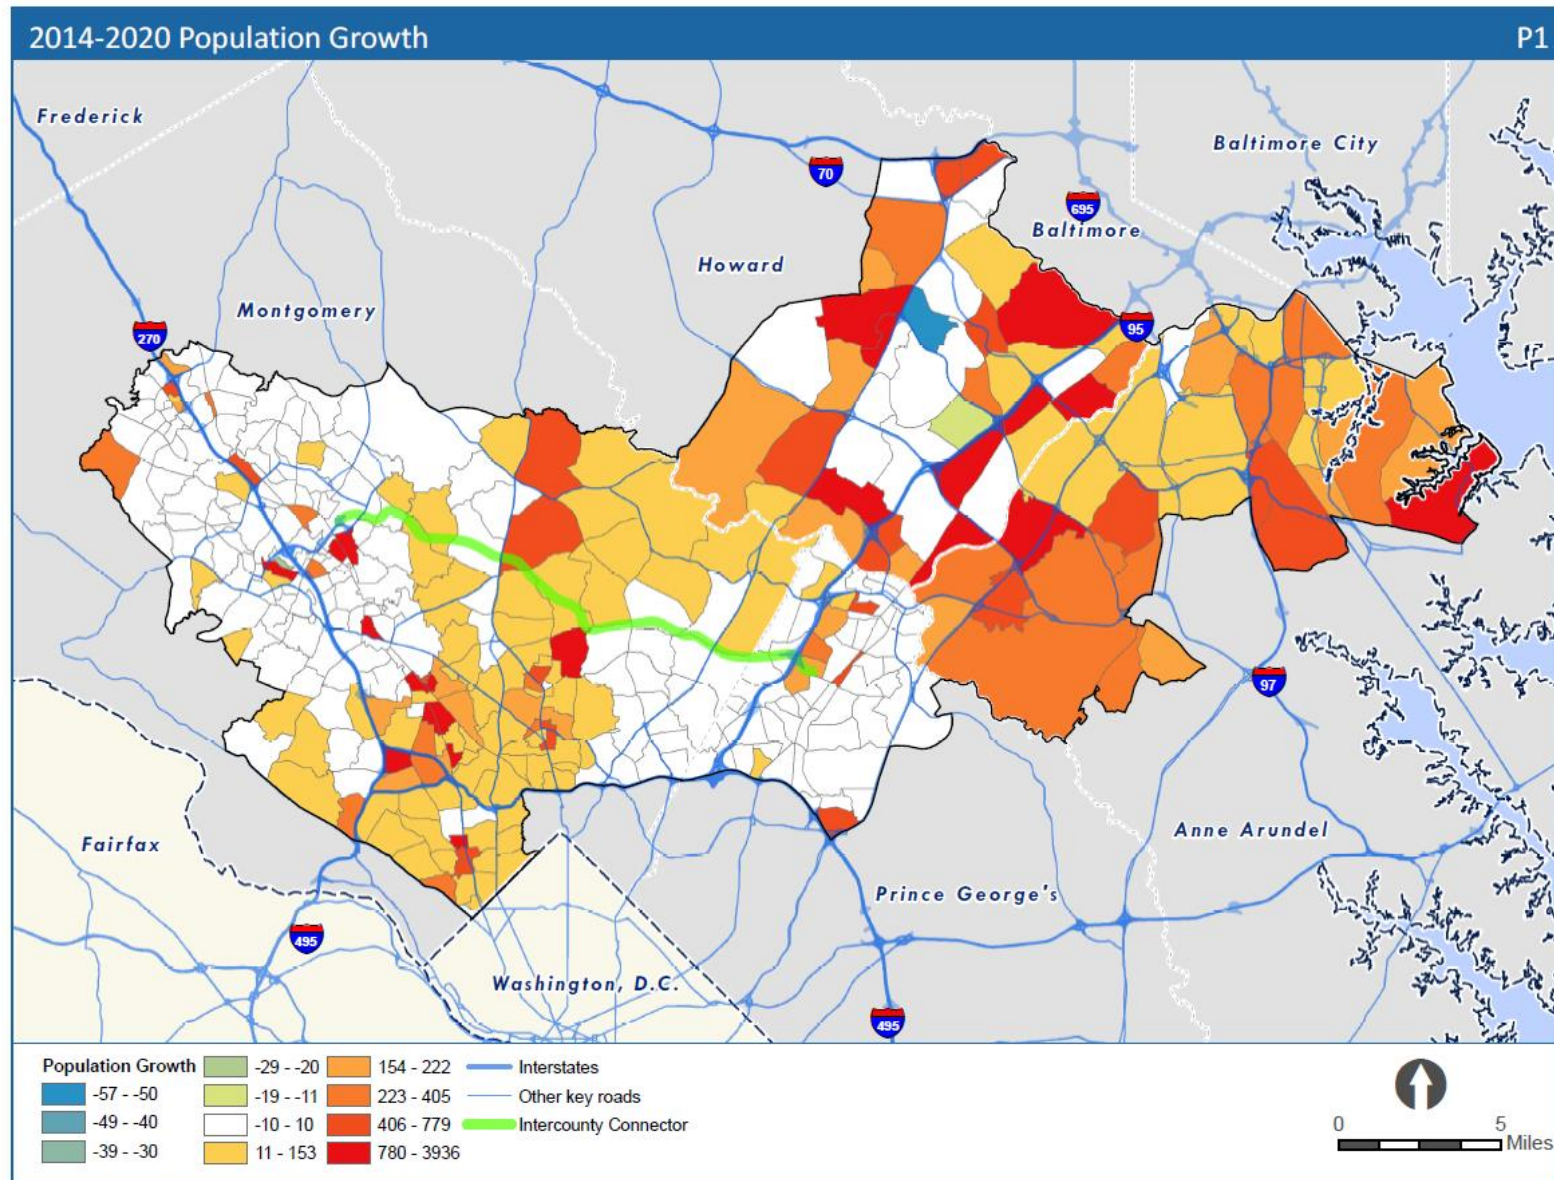 2014-2020 Population Growth P1
Frederick
Baltimore City
70
695
Baltimore
Howard
Montgomery
270
95
97
Anne Arundel
Fairfax
Prince George's
495
Washington, D.C.
495
Population Growth
-57 - -50
-49 - -40
-39 - -30
-29 - -20
-19 - -11
-10 - 10
11 - 153
154 - 222
223 - 405
406 - 779
780 - 3936
Interstates
Other key roads
Intercounty Connector
0 5
Miles